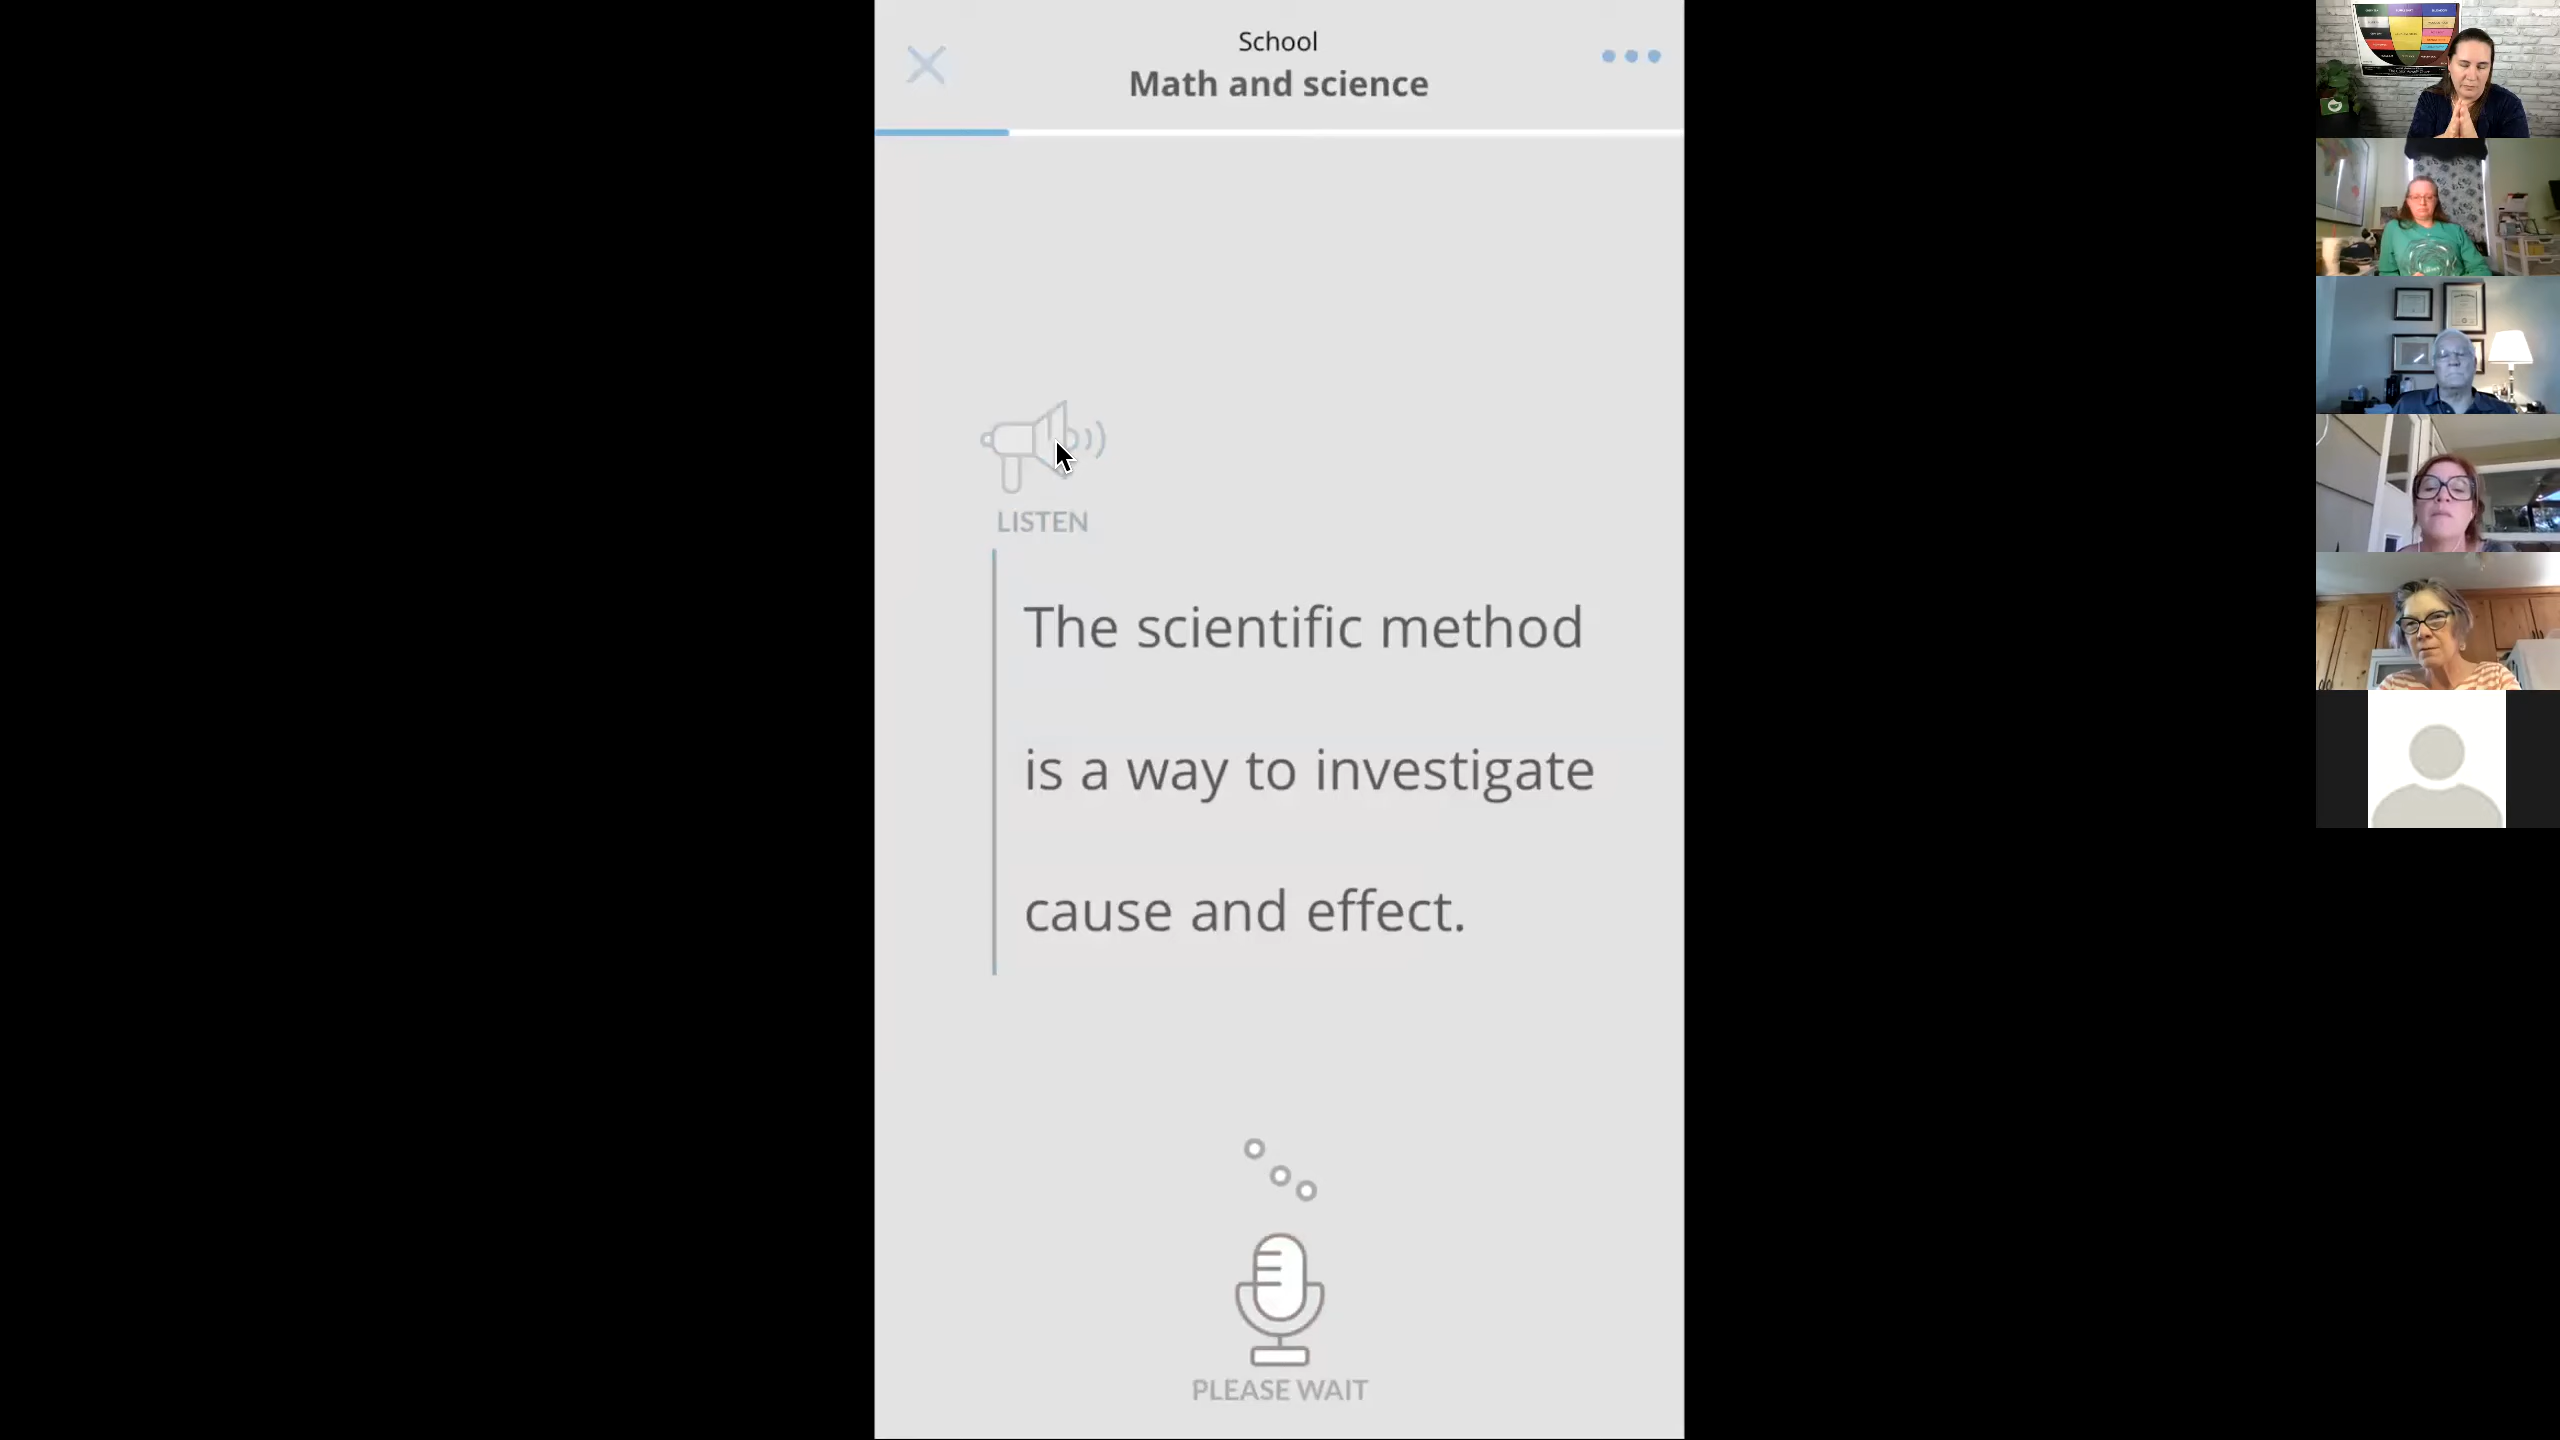 School
Math and science
LISTEN
The scientific method
is a way to investigate
cause and effect.
PLEASE WAIT